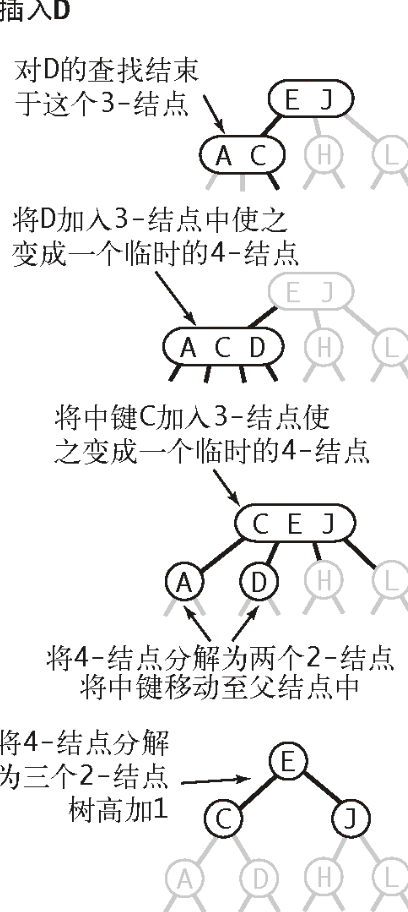 插入D
对D的查找结束
于这个3-结点
E J
A C
H
L
将D加入3-结点中使之
变成一个临时的4-结点
E J
A C D
H
L
将中键C加入3-结点使
之变成一个临时的4-结点
C E J
A
D
H
L
将4-结点分解为两个2-结点
将中键移动至父结点中
将4-结点分解
为三个2-结点
树高加1
E
C
J
A
D
H
L